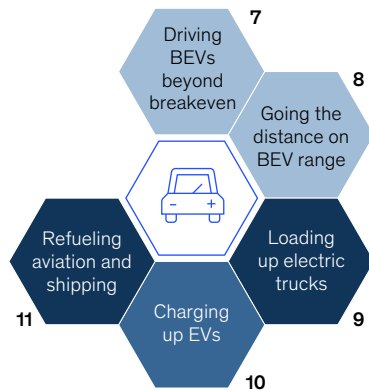 7
Driving
BEVs
beyond
breakeven
8
Going the
distance on
BEV range
Loading
up electric
trucks
9
Charging
up EVs
10
Refueling
aviation and
shipping
11